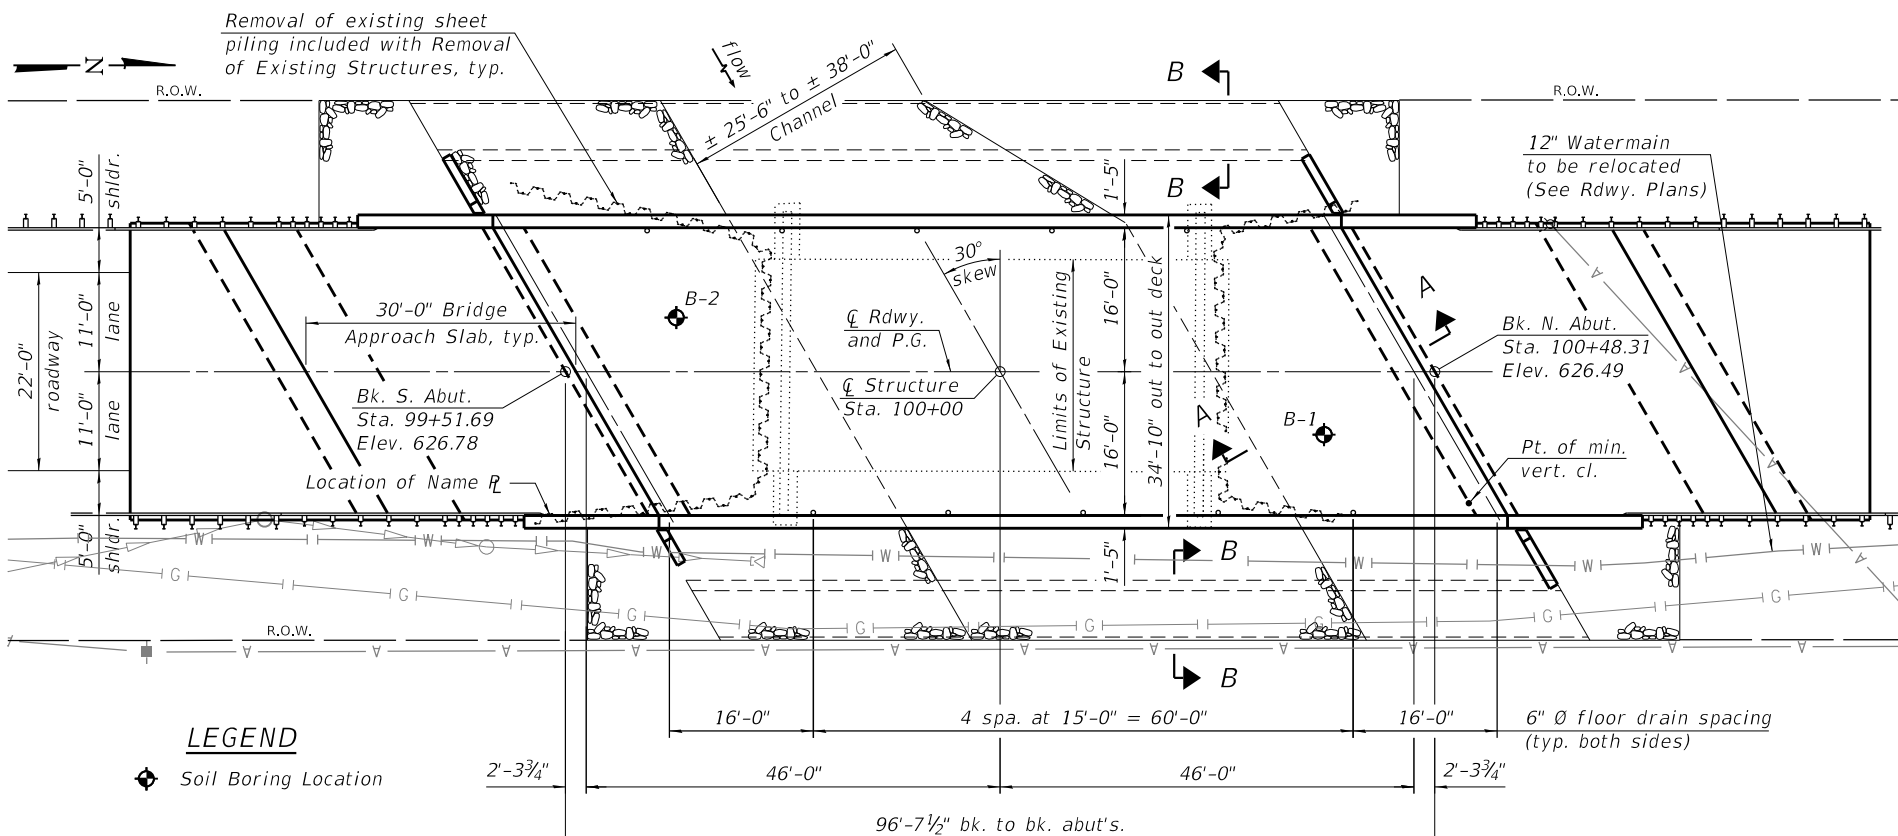 Removal of existing sheet
piling included with Removal
of Existing Structures, typ.
N
flow
± 25'-6" to ± 38'-0"
Channel
B
R.O.W.
R.O.W.
12" Watermain
to be relocated
(See Rdwy. Plans)
5'-0"
shldr.
1'-5"
B
30°
skew
B-2
A
30'-0" Bridge
Approach Slab, typ.
℄ Rdwy.
and P.G.
Limits of Existing
Structure
16'-0"
34'-10" out to out deck
11'-0"
lane
22'-0"
roadway
Bk. N. Abut.
Sta. 100+48.31
Elev. 626.49
℄ Structure
Sta. 100+00
Bk. S. Abut.
Sta. 99+51.69
Elev. 626.78
11'-0"
lane
A
16'-0"
B-1
Pt. of min.
vert. cl.
Location of Name ⅊
5'-0"
shldr.
1'-5"
B
W W W W W W W W
A A A A
G G G G G G G G
R.O.W.
A A A A A A A A A A A A A
B
16'-0"
4 spa. at 15'-0" = 60'-0"
16'-0"
6" Ø floor drain spacing
(typ. both sides)
LEGEND
Soil Boring Location
2'-3¾"
46'-0"
46'-0"
2'-3¾"
96'-7½" bk. to bk. abut's.